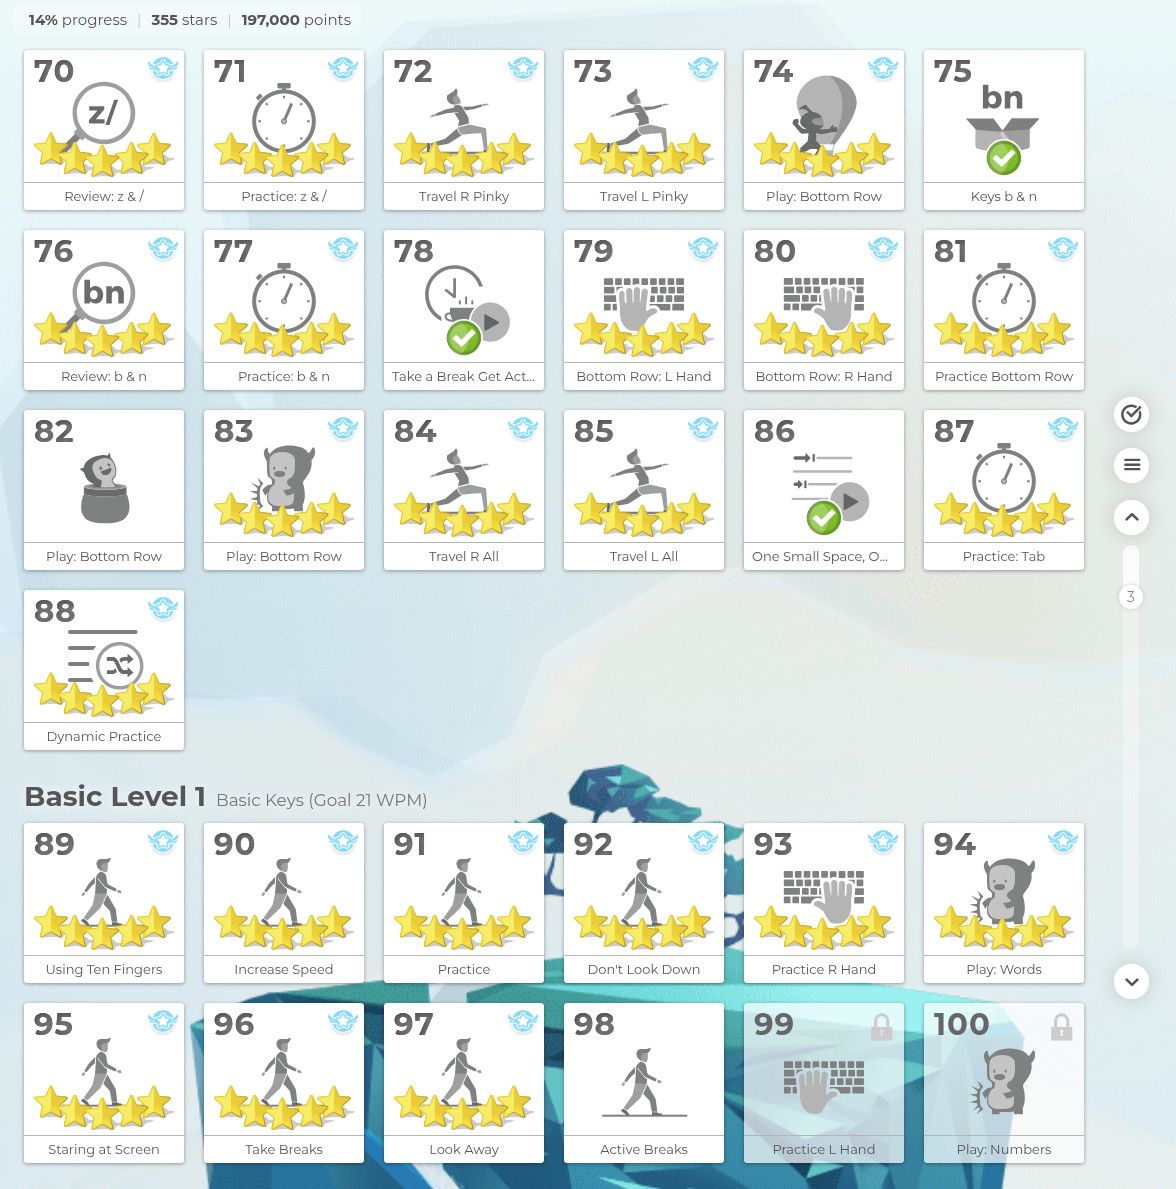 14% progress | 355 stars | 197,000 points
70 71 72 73 74 75
z/ bn
Review: z & / Practice: z & / Travel R Pinky Travel L Pinky Play: Bottom Row Keys b & n
76 77 78 79 80 81
bn
Review: b & n Practice: b & n Take a Break Get Act... Bottom Row: L Hand Bottom Row: R Hand Practice Bottom Row
82 83 84 85 86 87
Play: Bottom Row Play: Bottom Row Travel R All Travel L All One Small Space, O... Practice: Tab
3
88
Dynamic Practice
Basic Level 1 Basic Keys (Goal 21 WPM)
89 90 91 92 93 94
Using Ten Fingers Increase Speed Practice Don't Look Down Practice R Hand Play: Words
95 96 97 98 99 100
Staring at Screen Take Breaks Look Away Active Breaks Practice L Hand Play: Numbers